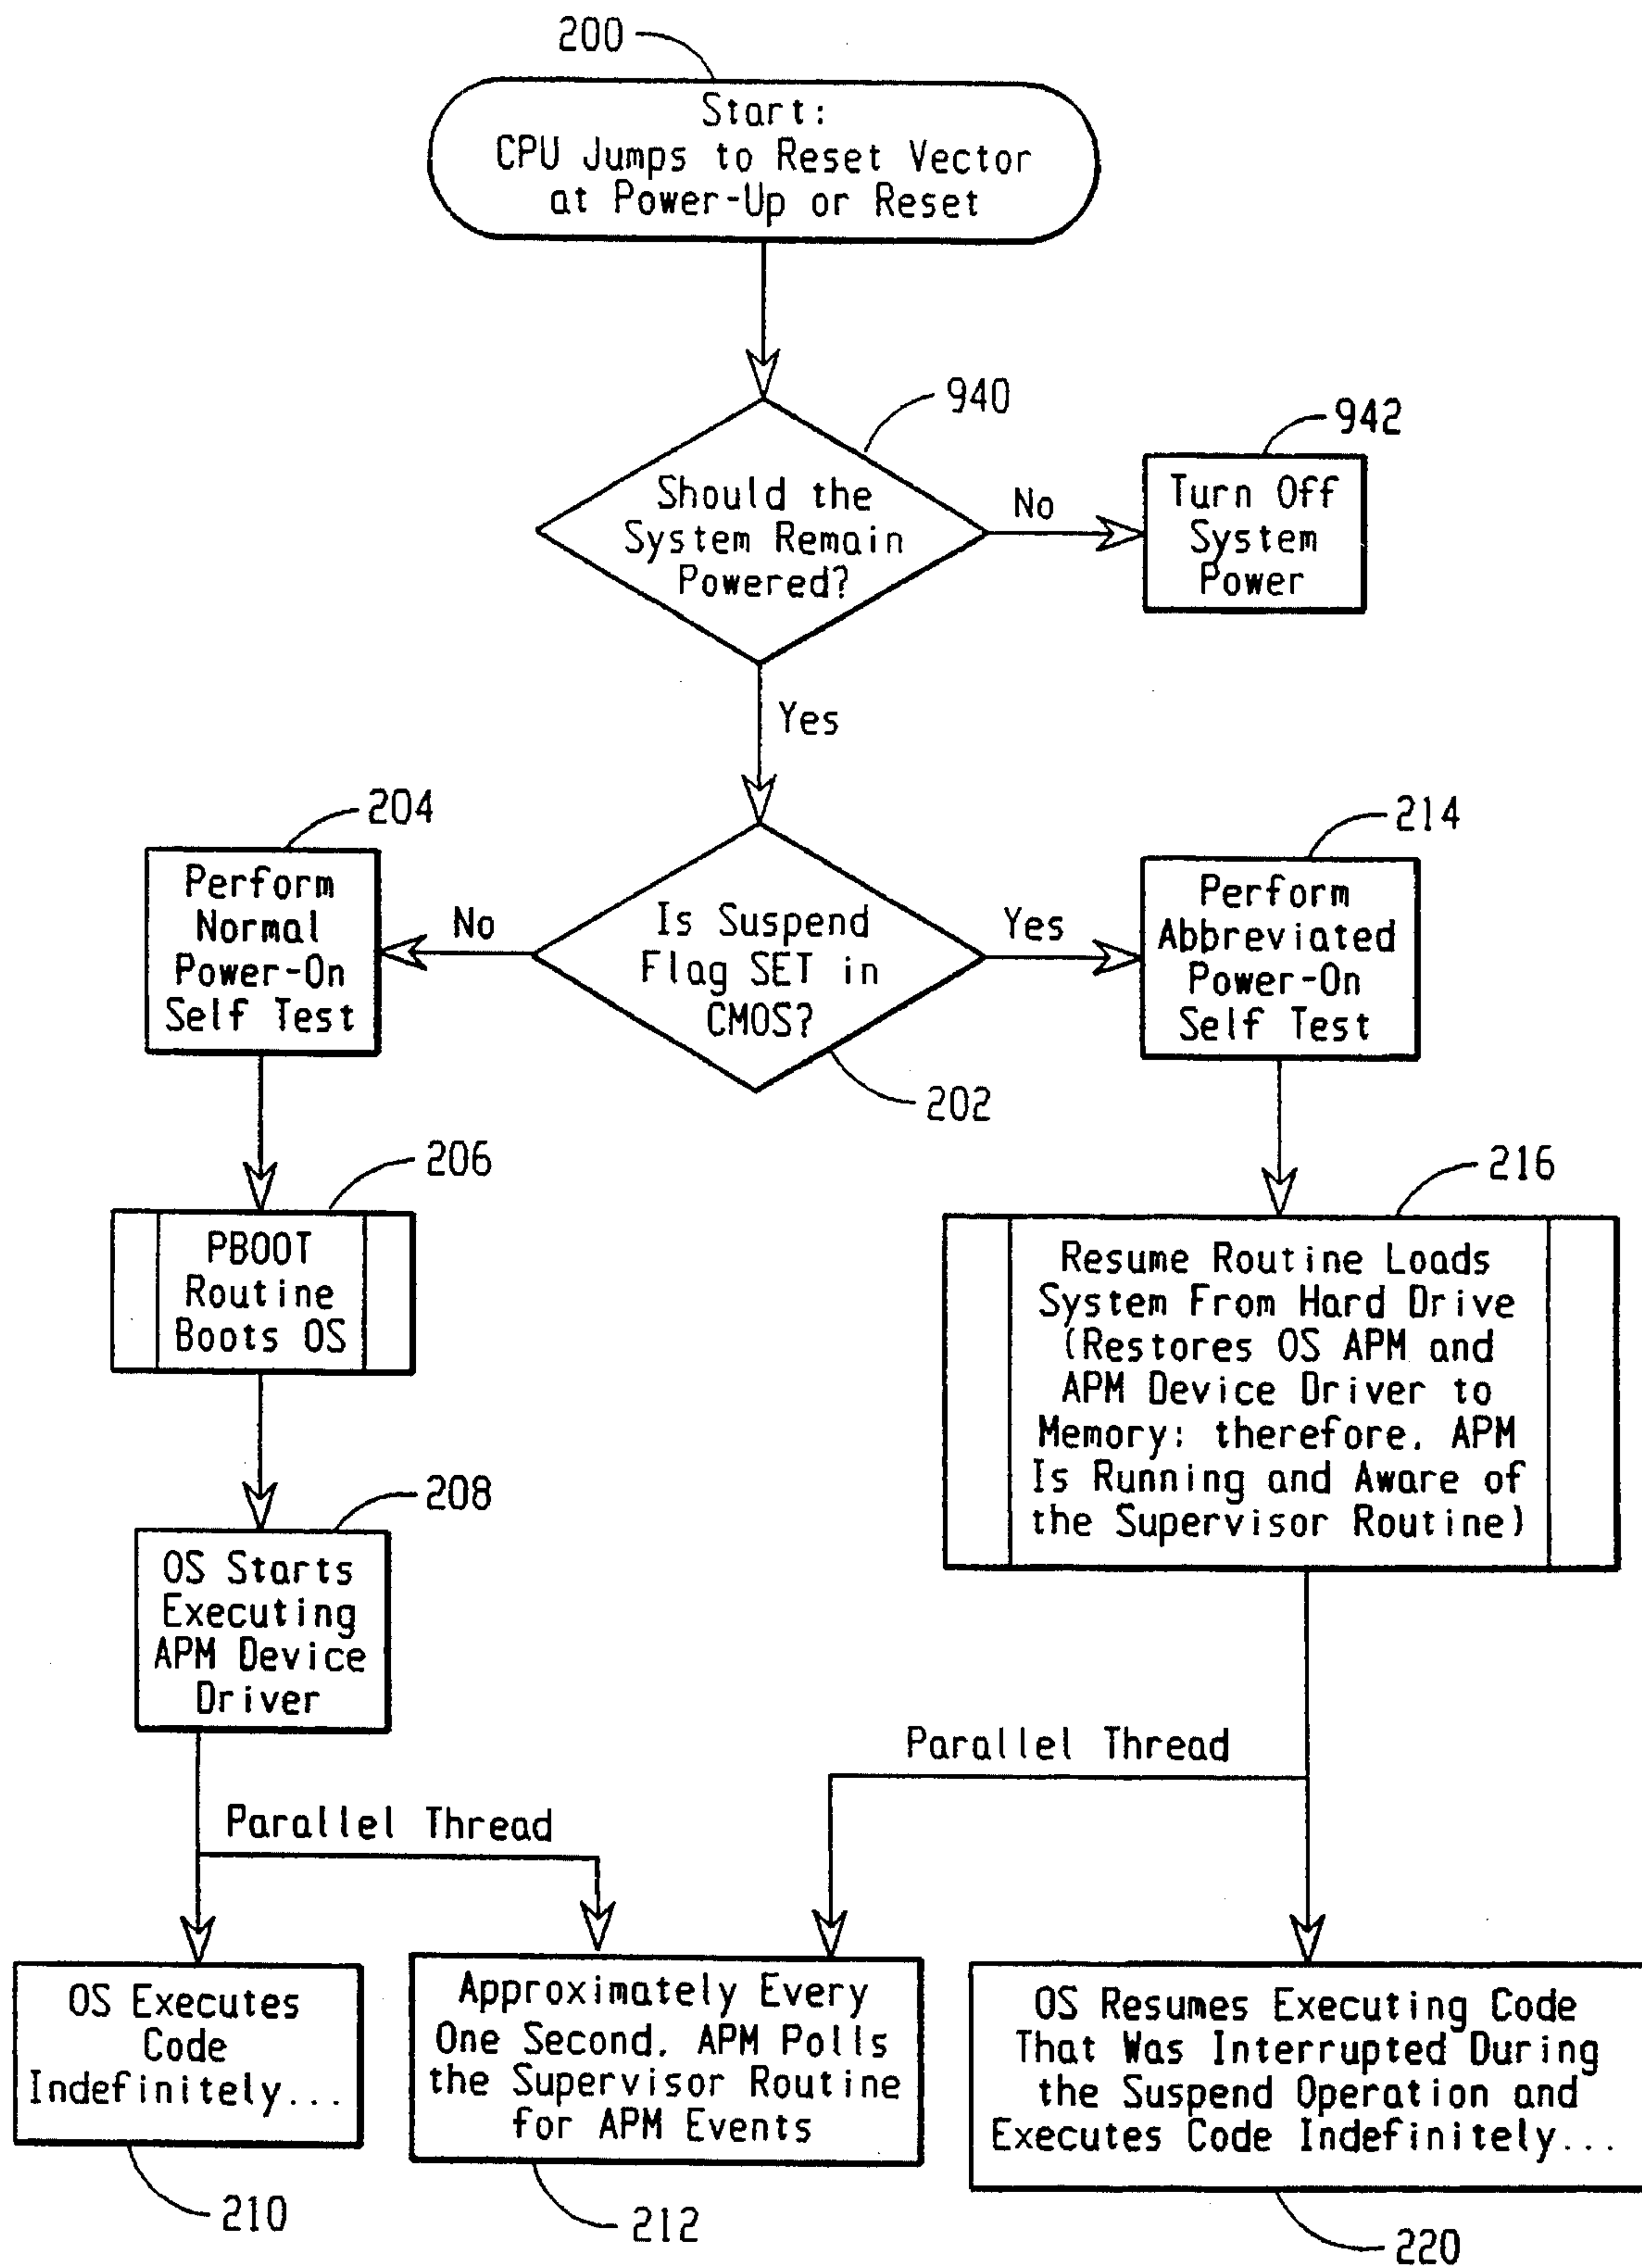 200
Start:
CPU Jumps to Reset Vector
at Power-Up or Reset
940
Should the
System Remain
Powered?
No
942
Turn Off
System
Power
Yes
204
Perform
Normal
Power-On
Self Test
No
Is Suspend
Flag SET in
CMOS?
202
Yes
214
Perform
Abbreviated
Power-On
Self Test
206
PBOOT
Routine
Boots OS
216
Resume Routine Loads
System From Hard Drive
(Restores OS APM and
APM Device Driver to
Memory; therefore, APM
Is Running and Aware of
the Supervisor Routine)
208
OS Starts
Executing
APM Device
Driver
Parallel Thread
Parallel Thread
OS Executes
Code
Indefinitely...
210
Approximately Every
One Second, APM Polls
the Supervisor Routine
for APM Events
212
OS Resumes Executing Code
That Was Interrupted During
the Suspend Operation and
Executes Code Indefinitely...
220